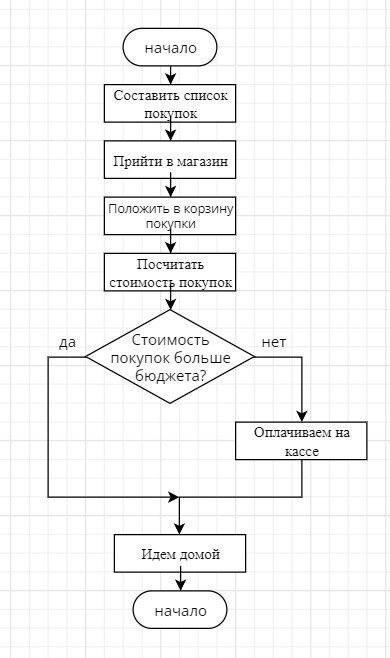 начало
Составить список
покупок
Прийти в магазин
Положить в корзину
покупки
Посчитать
стоимость покупок
да
Стоимость
покупок больше
бюджета?
нет
Оплачиваем на
кассе
Идем домой
начало